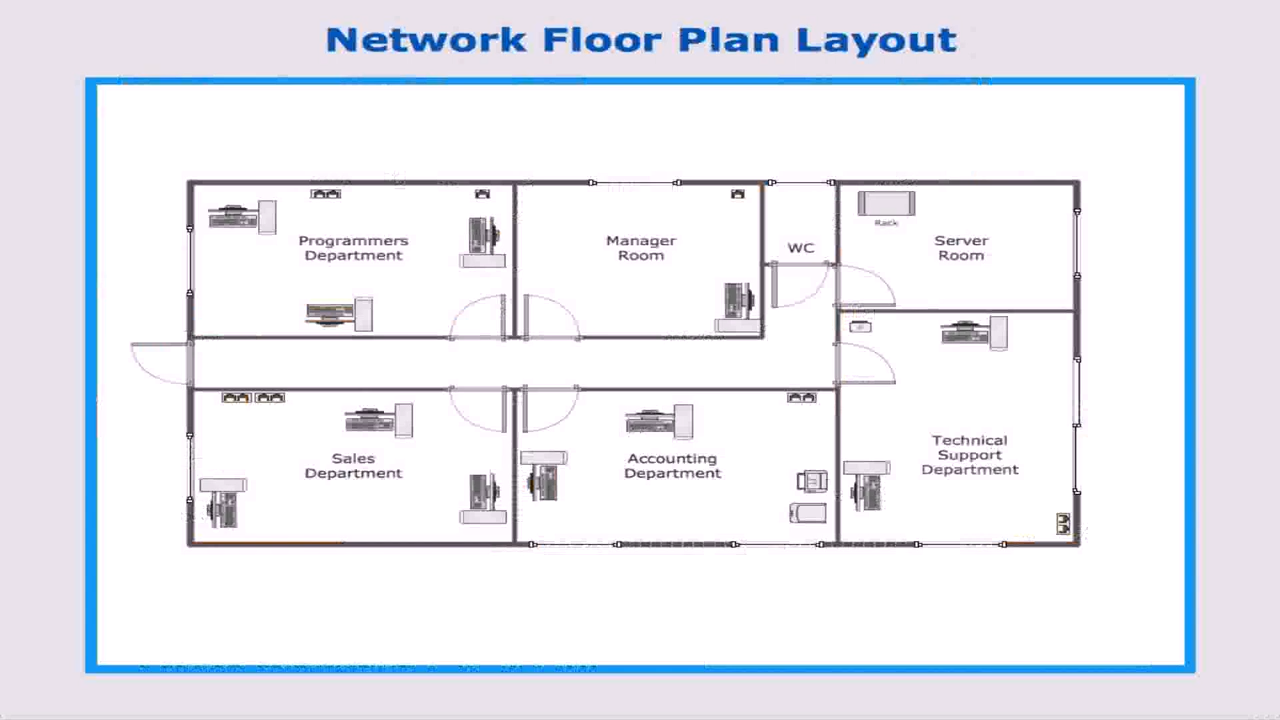 Network Floor Plan Layout
Programmers
Department
Manager
Room
WC
Rack
Server
Room
Sales
Department
Accounting
Department
Technical
Support
Department